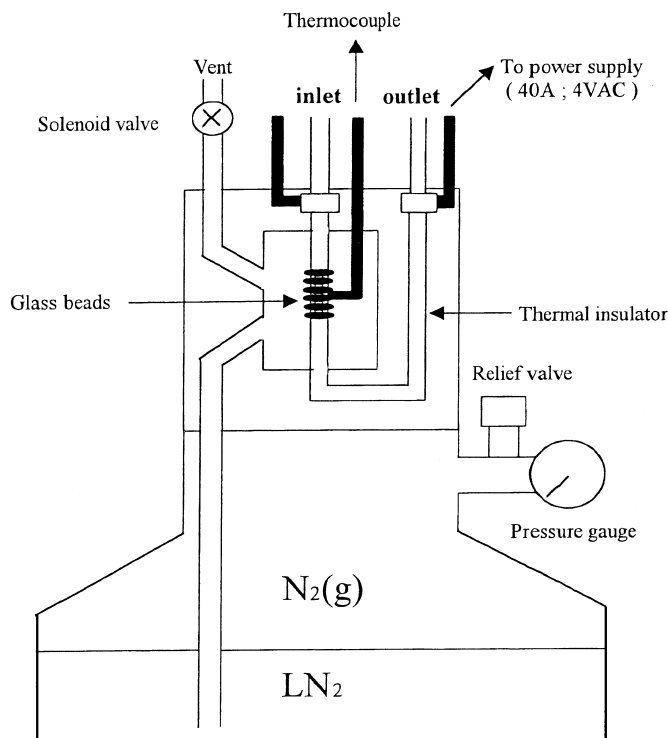 Thermocouple
Vent
To power supply
( 40A ; 4VAC )
inlet
outlet
Solenoid valve
Glass beads
Thermal insulator
Relief valve
Pressure gauge
N₂(g)
LN₂